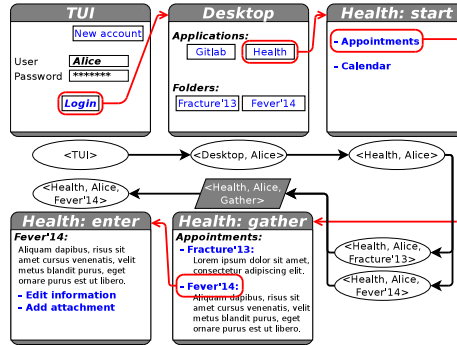 TUI
New account
User Alice
Password *******
Login
Desktop
Applications:
Gitlab Health
Folders:
Fracture'13 Fever'14
Health: start
- Appointments
- Calendar
<TUI>
<Desktop, Alice>
<Health, Alice>
<Health, Alice,
Fever'14>
<Health, Alice,
Gather>
<Health, Alice,
Fracture'13>
<Health, Alice,
Fever'14>
Health: enter
Fever'14:
Aliquam dapibus, risus sit
amet cursus venenatis, velit
metus blandit purus, eget
ornare purus est ut libero.
- Edit information
- Add attachment
Health: gather
Appointments:
- Fracture'13:
Lorem ipsum dolor sit amet,
consectetur adipiscing elit.
- Fever'14:
Aliquam dapibus, risus sit
amet cursus venenatis, velit
metus blandit purus, eget
ornare purus est ut libero.